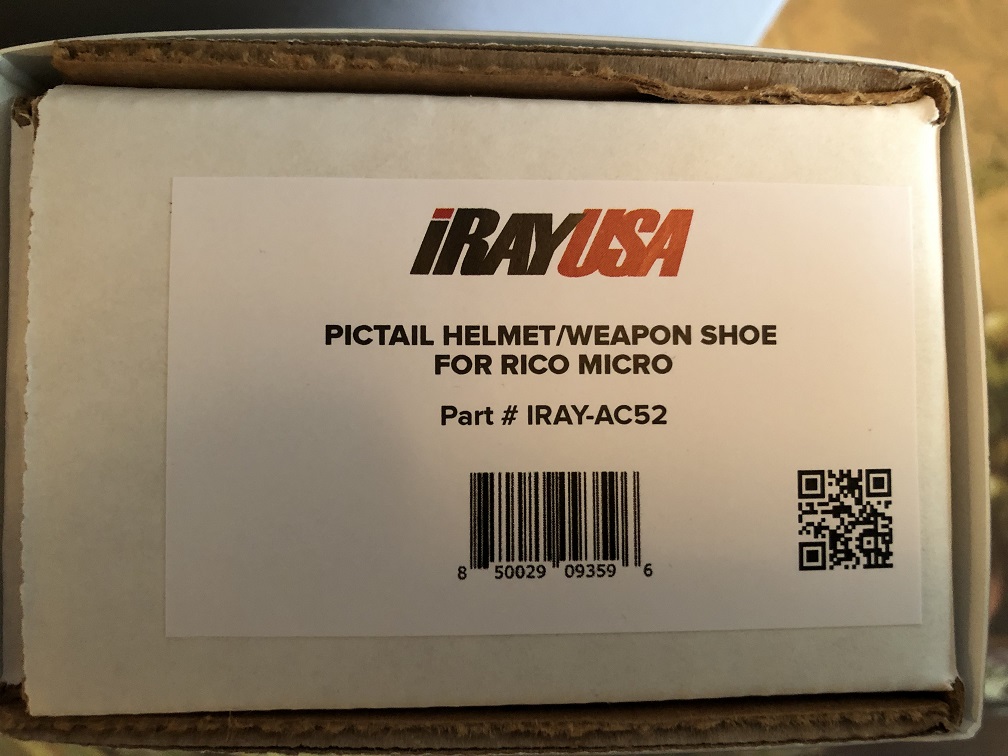 iRAYUSA
PICTAIL HELMET/WEAPON SHOE
FOR RICO MICRO
Part # IRAY-AC52
8 50029 09359 6